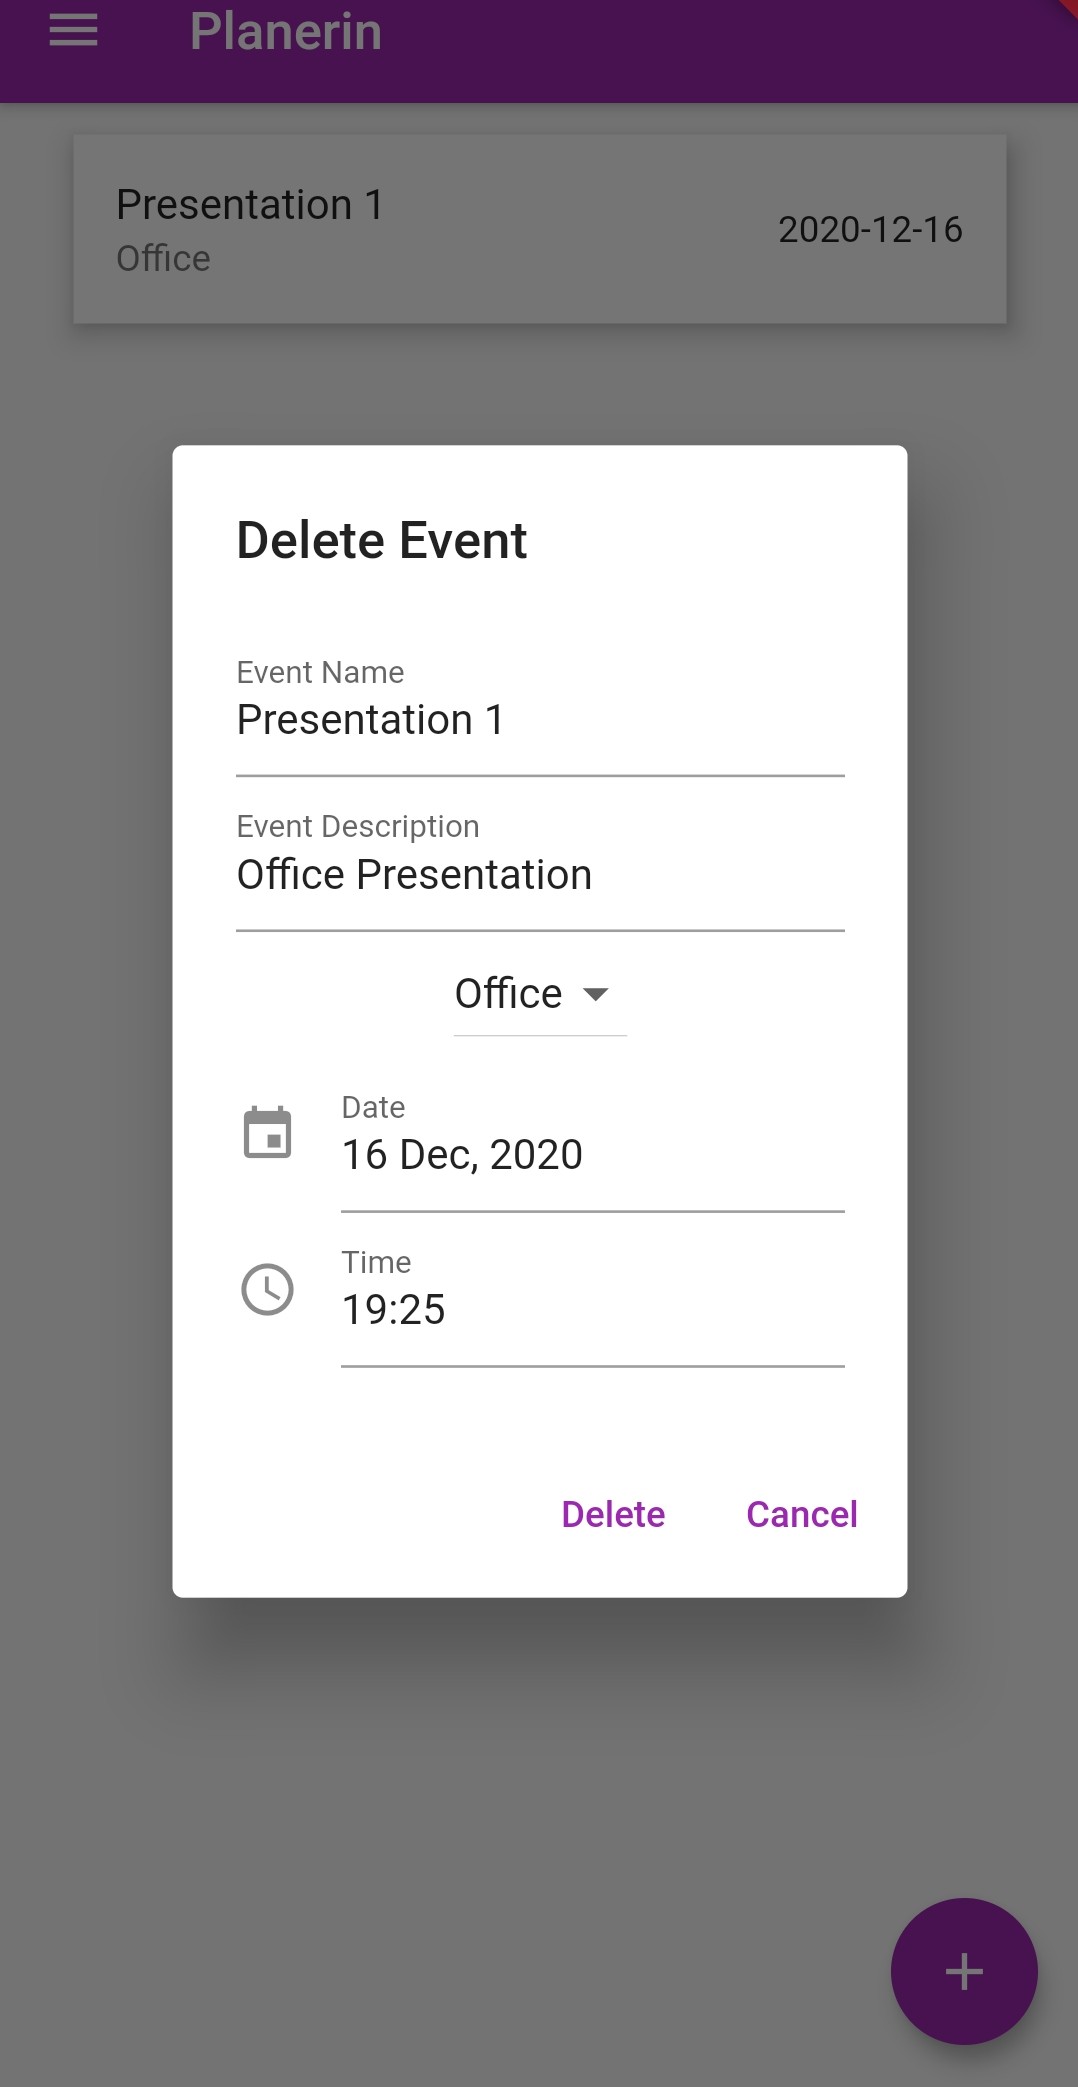 Planerin
Presentation 1
Office
2020-12-16
Delete Event
Event Name
Presentation 1
Event Description
Office Presentation
Office
Date
16 Dec, 2020
Time
19:25
Delete Cancel